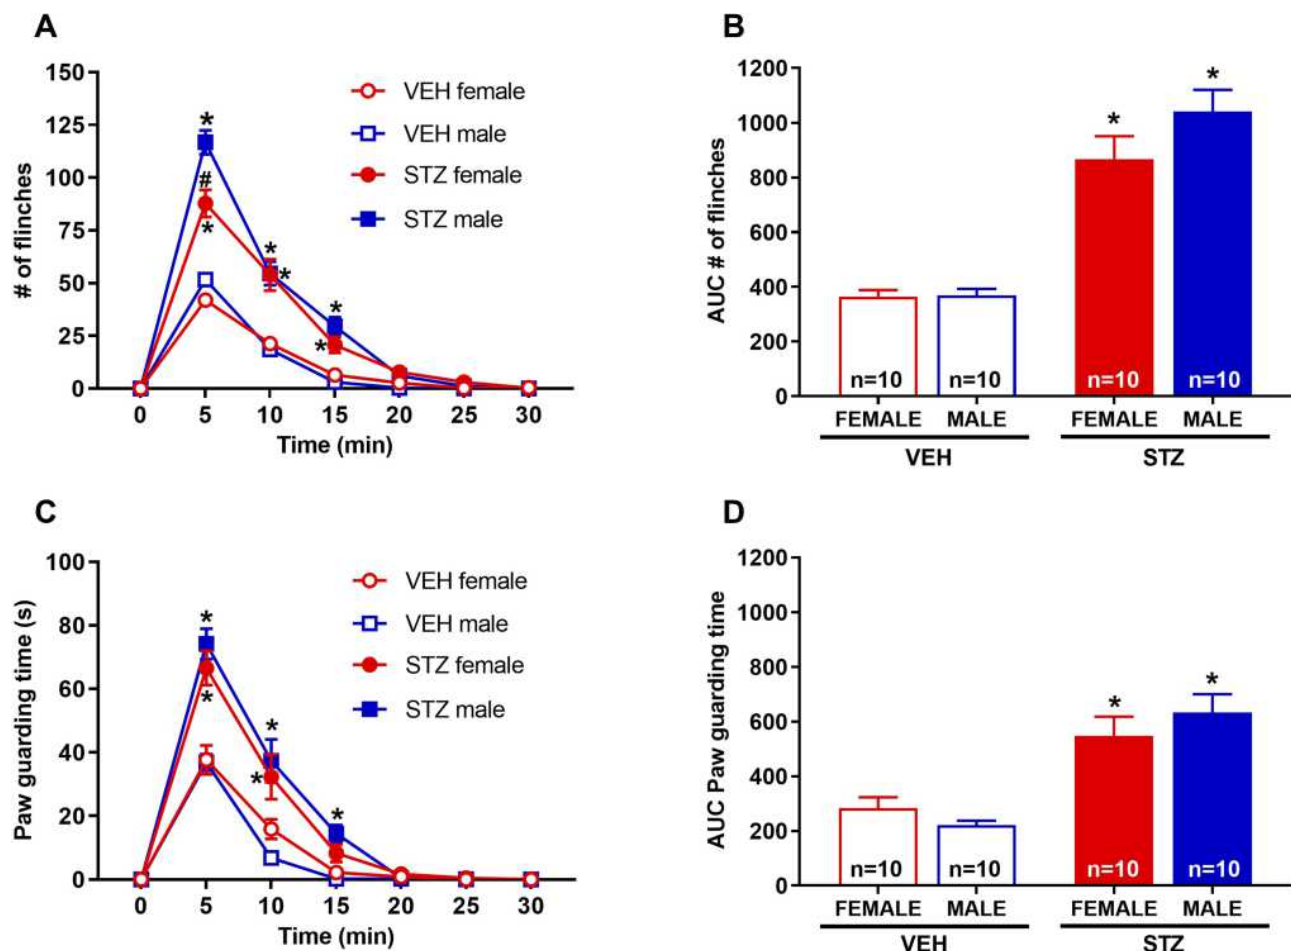 A
# of flinches
150
125
100
75
50
25
0
VEH female
VEH male
STZ female
STZ male
*
#
*
*
*
*
*
0 5 10 15 20 25 30
Time (min)
B
AUC # of flinches
1200
1000
800
600
400
200
0
*
*
n=10 n=10 n=10 n=10
FEMALE MALE FEMALE MALE
VEH STZ
C
Paw guarding time (s)
100
80
60
40
20
0
VEH female
VEH male
STZ female
STZ male
*
*
*
*
*
0 5 10 15 20 25 30
Time (min)
D
AUC Paw guarding time
1200
1000
800
600
400
200
0
*
*
n=10 n=10 n=10 n=10
FEMALE MALE FEMALE MALE
VEH STZ